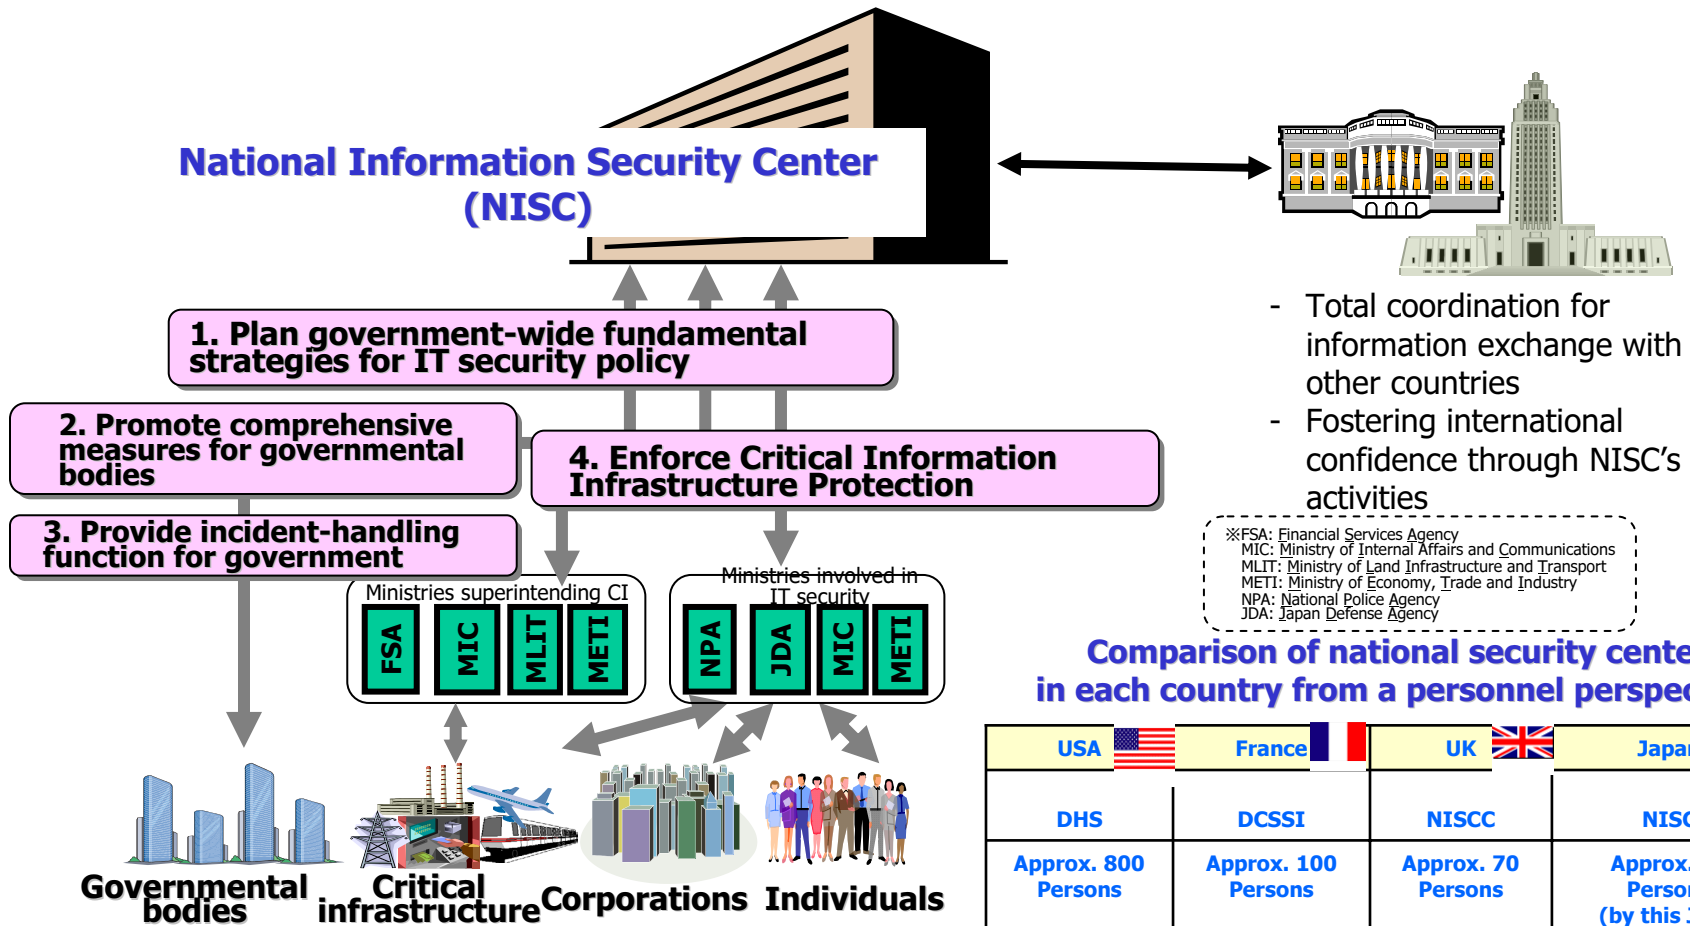 National Information Security Center
(NISC)
1. Plan government-wide fundamental
strategies for IT security policy
2. Promote comprehensive
measures for governmental
bodies
3. Provide incident-handling
function for government
4. Enforce Critical Information
Infrastructure Protection
- Total coordination for
information exchange with
other countries
- Fostering international
confidence through NISC’s
activities
※FSA: Financial Services Agency
MIC: Ministry of Internal Affairs and Communications
MLIT: Ministry of Land Infrastructure and Transport
METI: Ministry of Economy, Trade and Industry
NPA: National Police Agency
JDA: Japan Defense Agency
Ministries superintending CI
FSA
MIC
MLIT
METI
Ministries involved in
IT security
NPA
JDA
MIC
METI
Governmental
bodies
Critical
infrastructure
Corporations
Individuals
Comparison of national security
in each country from a personnel
USA
France
UK
DHS
DCSSI
NISCC
Approx. 800
Persons
Approx. 100
Persons
Approx. 70
Persons
Approx.
(by this